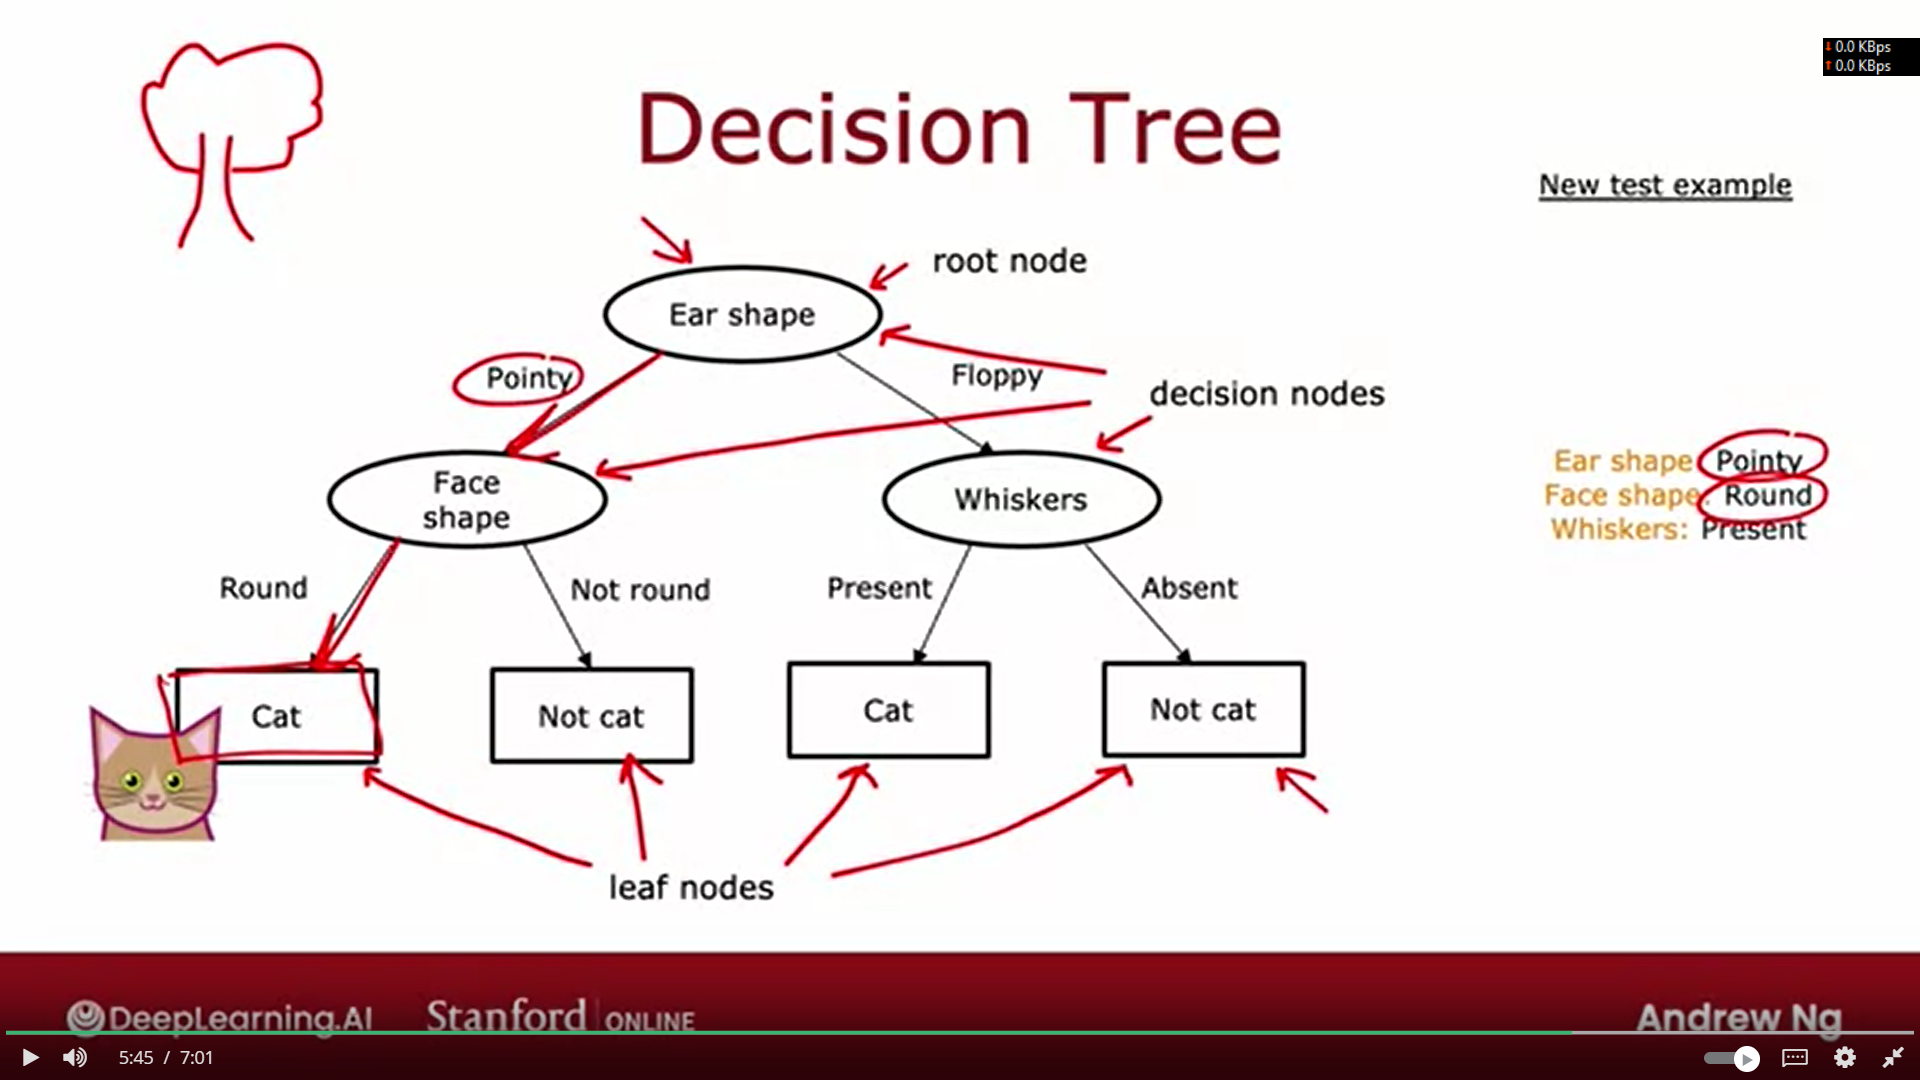 ↓ 0.0 KBps
↑ 0.0 KBps
Decision Tree
New test example
root node
Ear shape
Pointy
Floppy
decision nodes
Face
shape
Whiskers
Ear shape: Pointy
Face shape: Round
Whiskers: Present
Round
Not round
Present
Absent
Cat
Not cat
Cat
Not cat
leaf nodes
DeepLearning.AI
Stanford | ONLINE
Andrew Ng
5:45 / 7:01